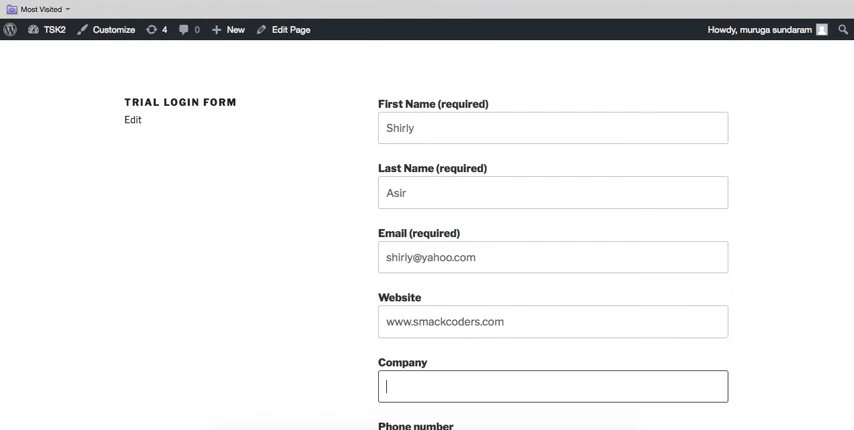 Most Visited
TSK2 Customize 4 0 New Edit Page Howdy, muruga sundaram
TRIAL LOGIN FORM
Edit
First Name (required)
Shirly
Last Name (required)
Asir
Email (required)
shirly@yahoo.com
Website
www.smackcoders.com
Company
Phone number